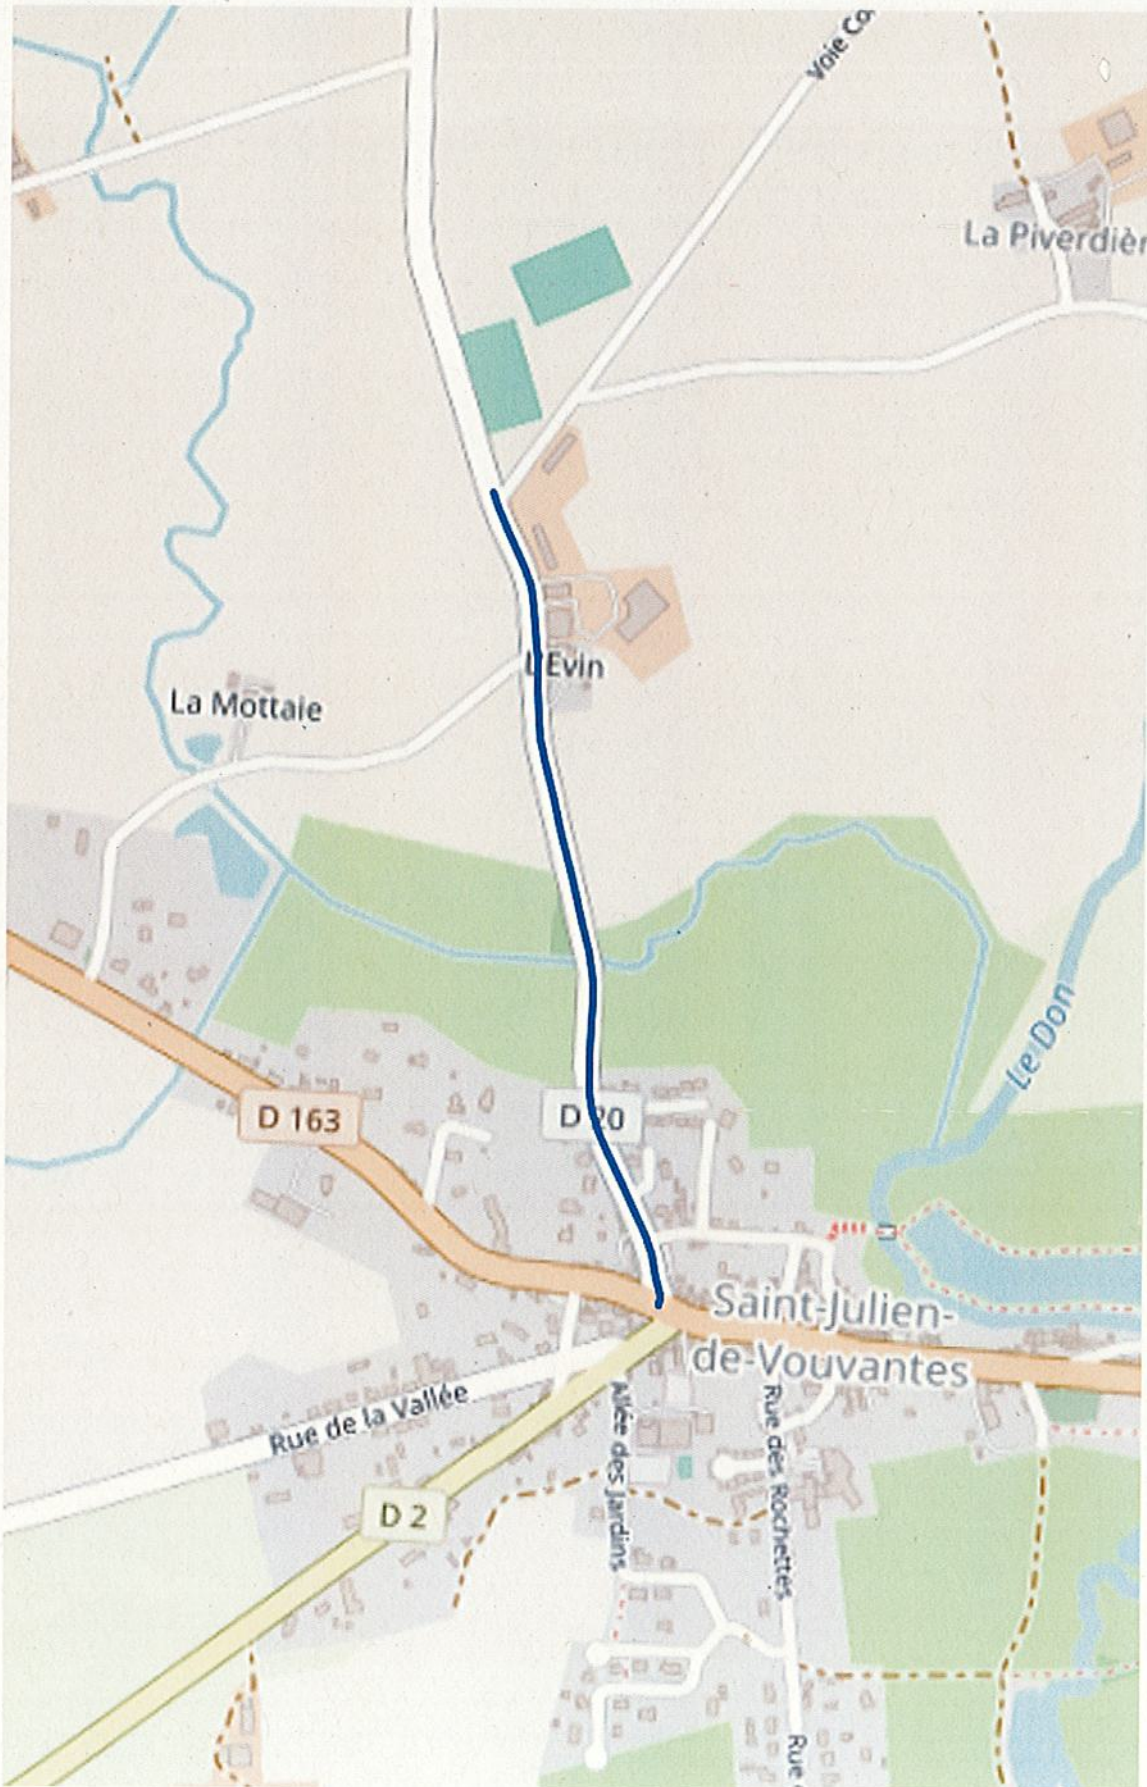 Voie Co
La Piverdièr
L'Evin
La Mottaie
Le Don
D 163
D 20
Saint-Julien-
de-Vouvantes
Rue de la Vallée
Allée des Jardins
Rue des Rochettes
D 2
Rue